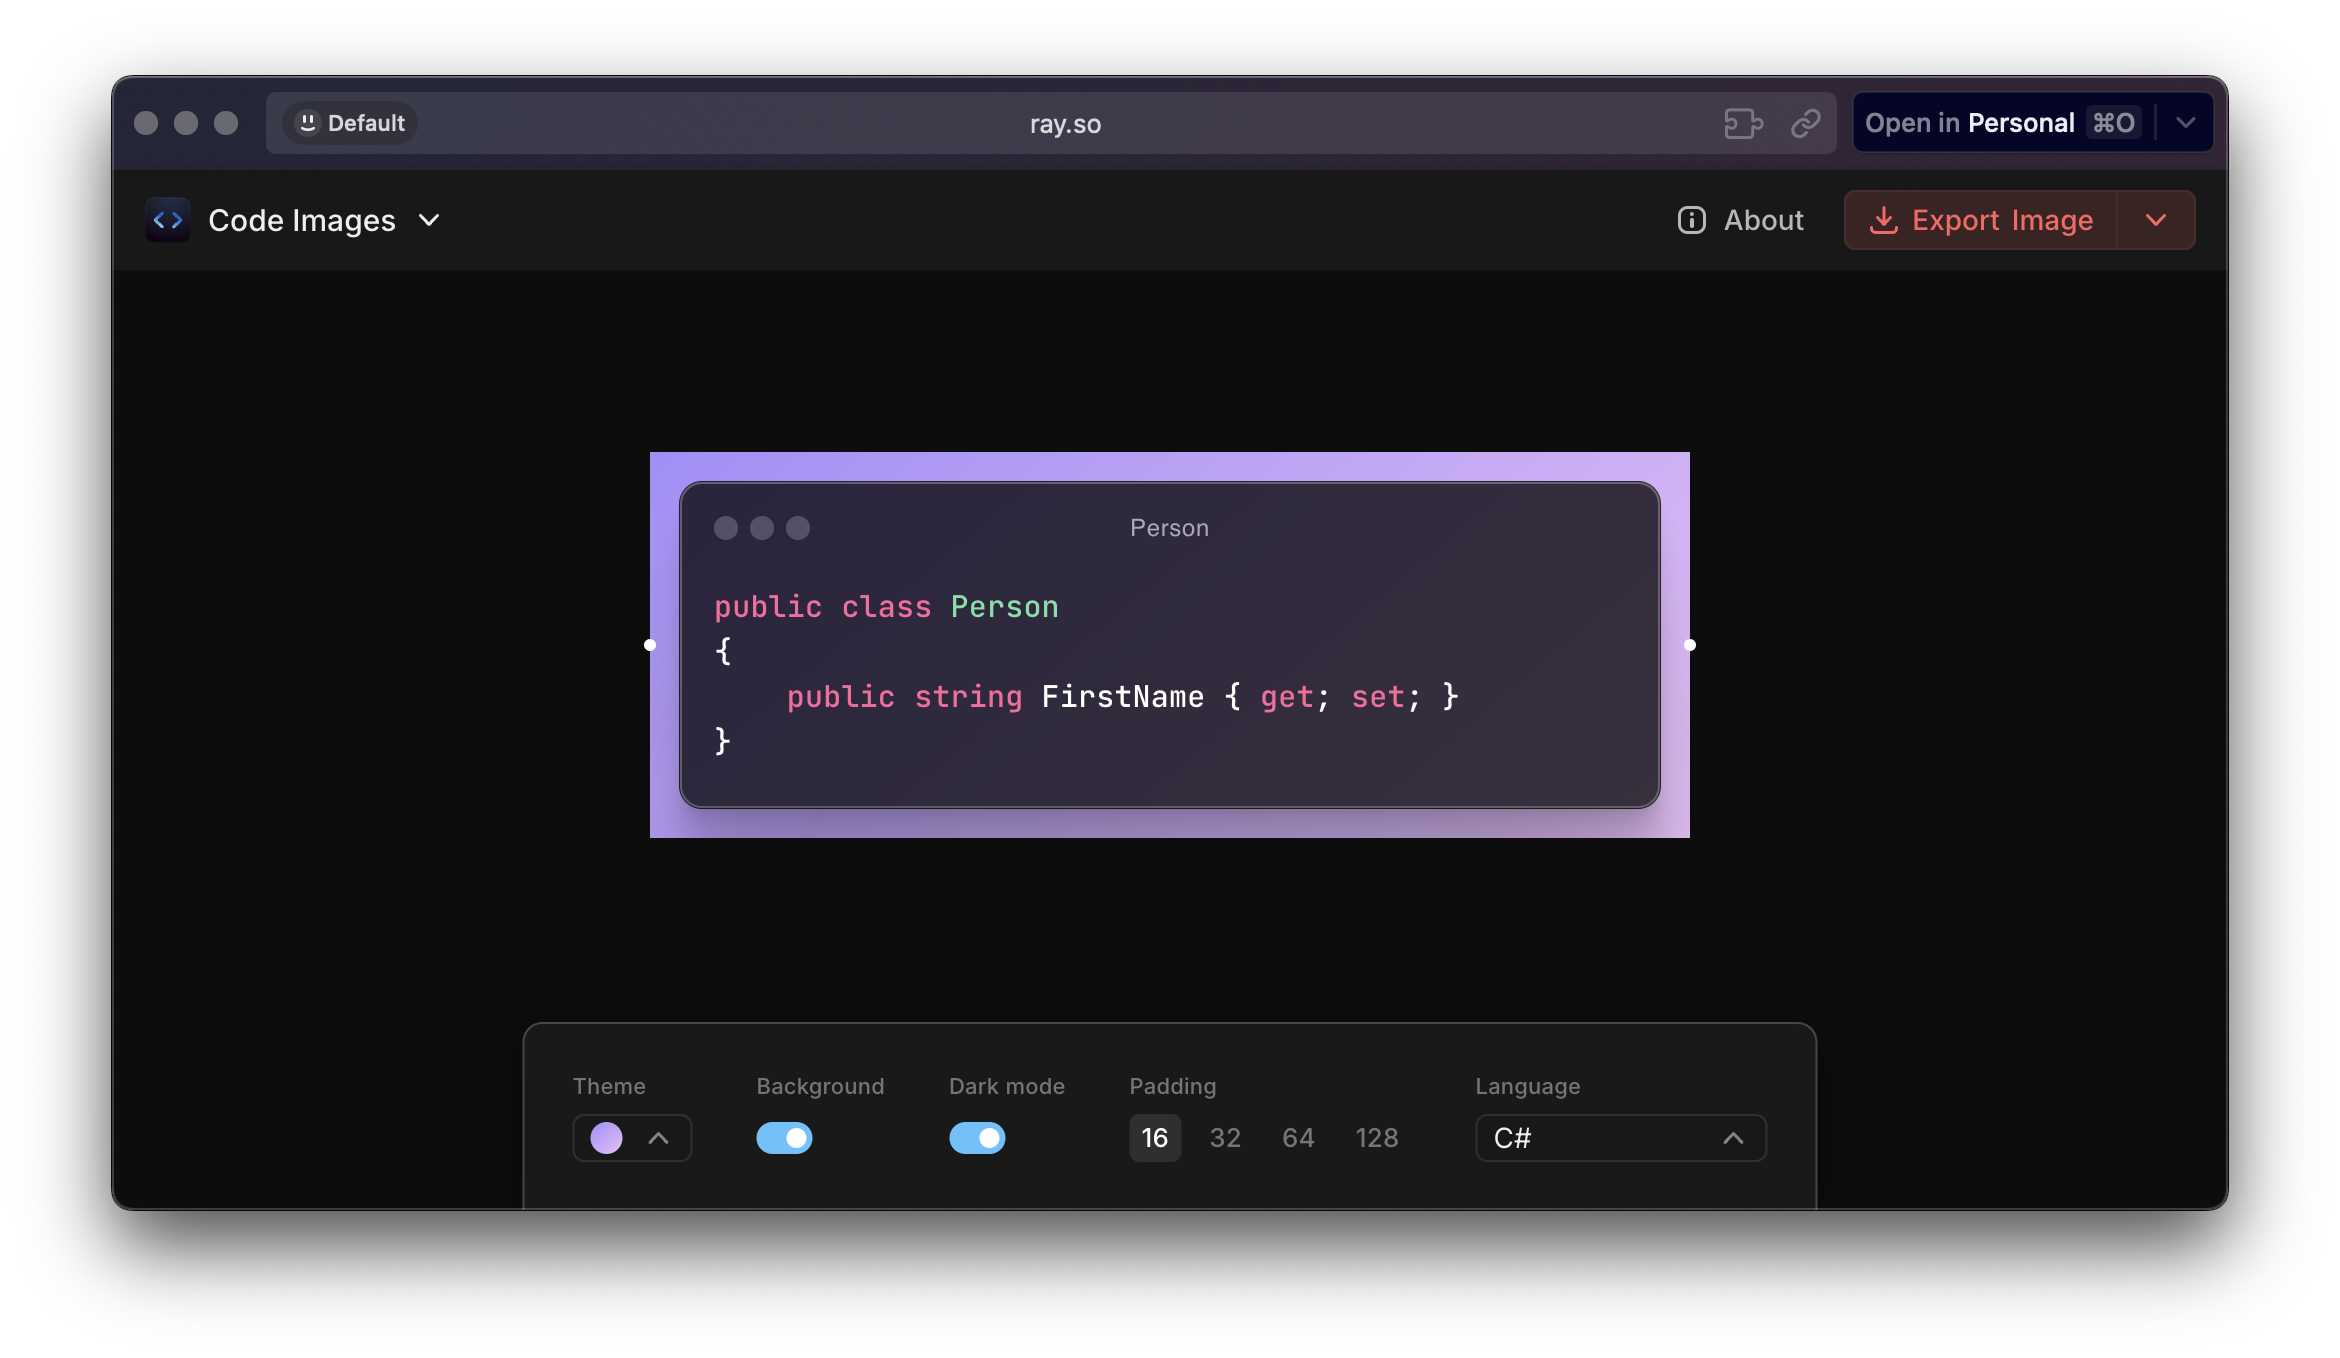 Default
ray.so
Open in Personal ⌘O
Code Images
About
Export Image
Person
public class Person
{
    public string FirstName { get; set; }
}
Theme
Background
Dark mode
Padding
Language
16
32
64
128
C#